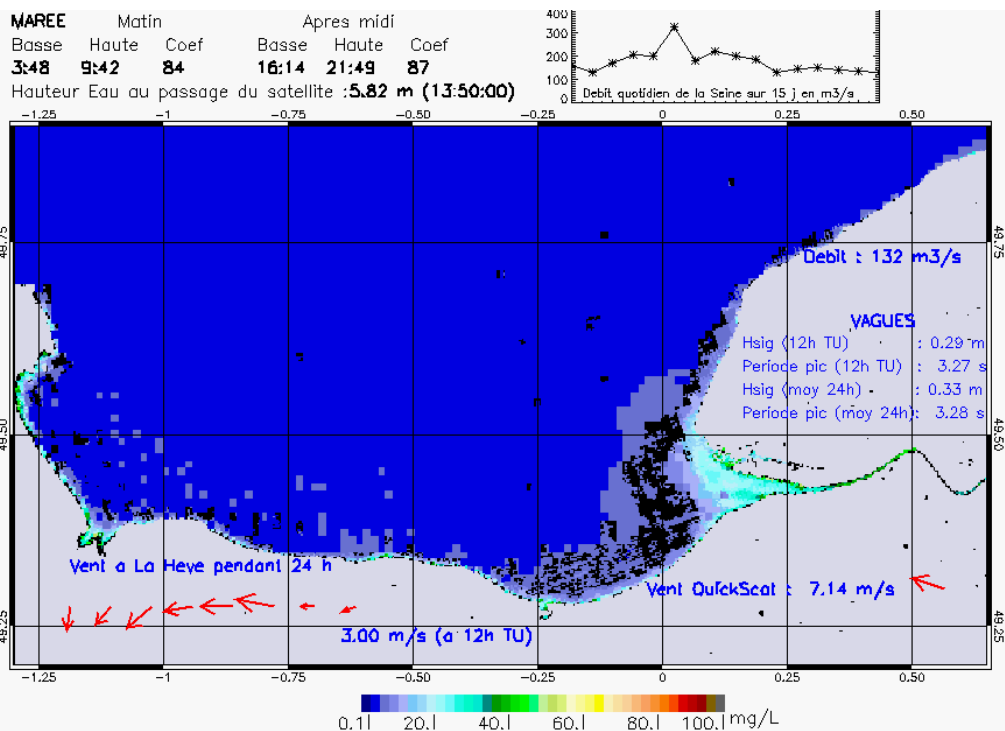 MAREE Matin Apres midi
Basse Haute Coef Basse Haute Coef
3:48 9:42 84 16:14 21:49 87
Hauteur Eau au passage du satellite :5.82 m (13:50:00)
400
300
200
100
0
Debit quotidien de la Seine sur 15 j en m3/s
-1.25 -1 -0.75 -0.50 -0.25 0 0.25 0.50
49.75 49.75
Debit : 132 m3/s
VAGUES
Hsig (12h TU) : 0.29 m
Periode pic (12h TU) : 3.27 s
Hsig (moy 24h) : 0.33 m
Periode pic (moy 24h): 3.28 s
49.50 49.50
Vent a La Heve pendant 24 h
Vent QuickScat : 7.14 m/s
49.25 49.25
3.00 m/s (a 12h TU)
-1.25 -1 -0.75 -0.50 -0.25 0 0.25 0.50
0.1 20.1 40.1 60.1 80.1 100.1 mg/L